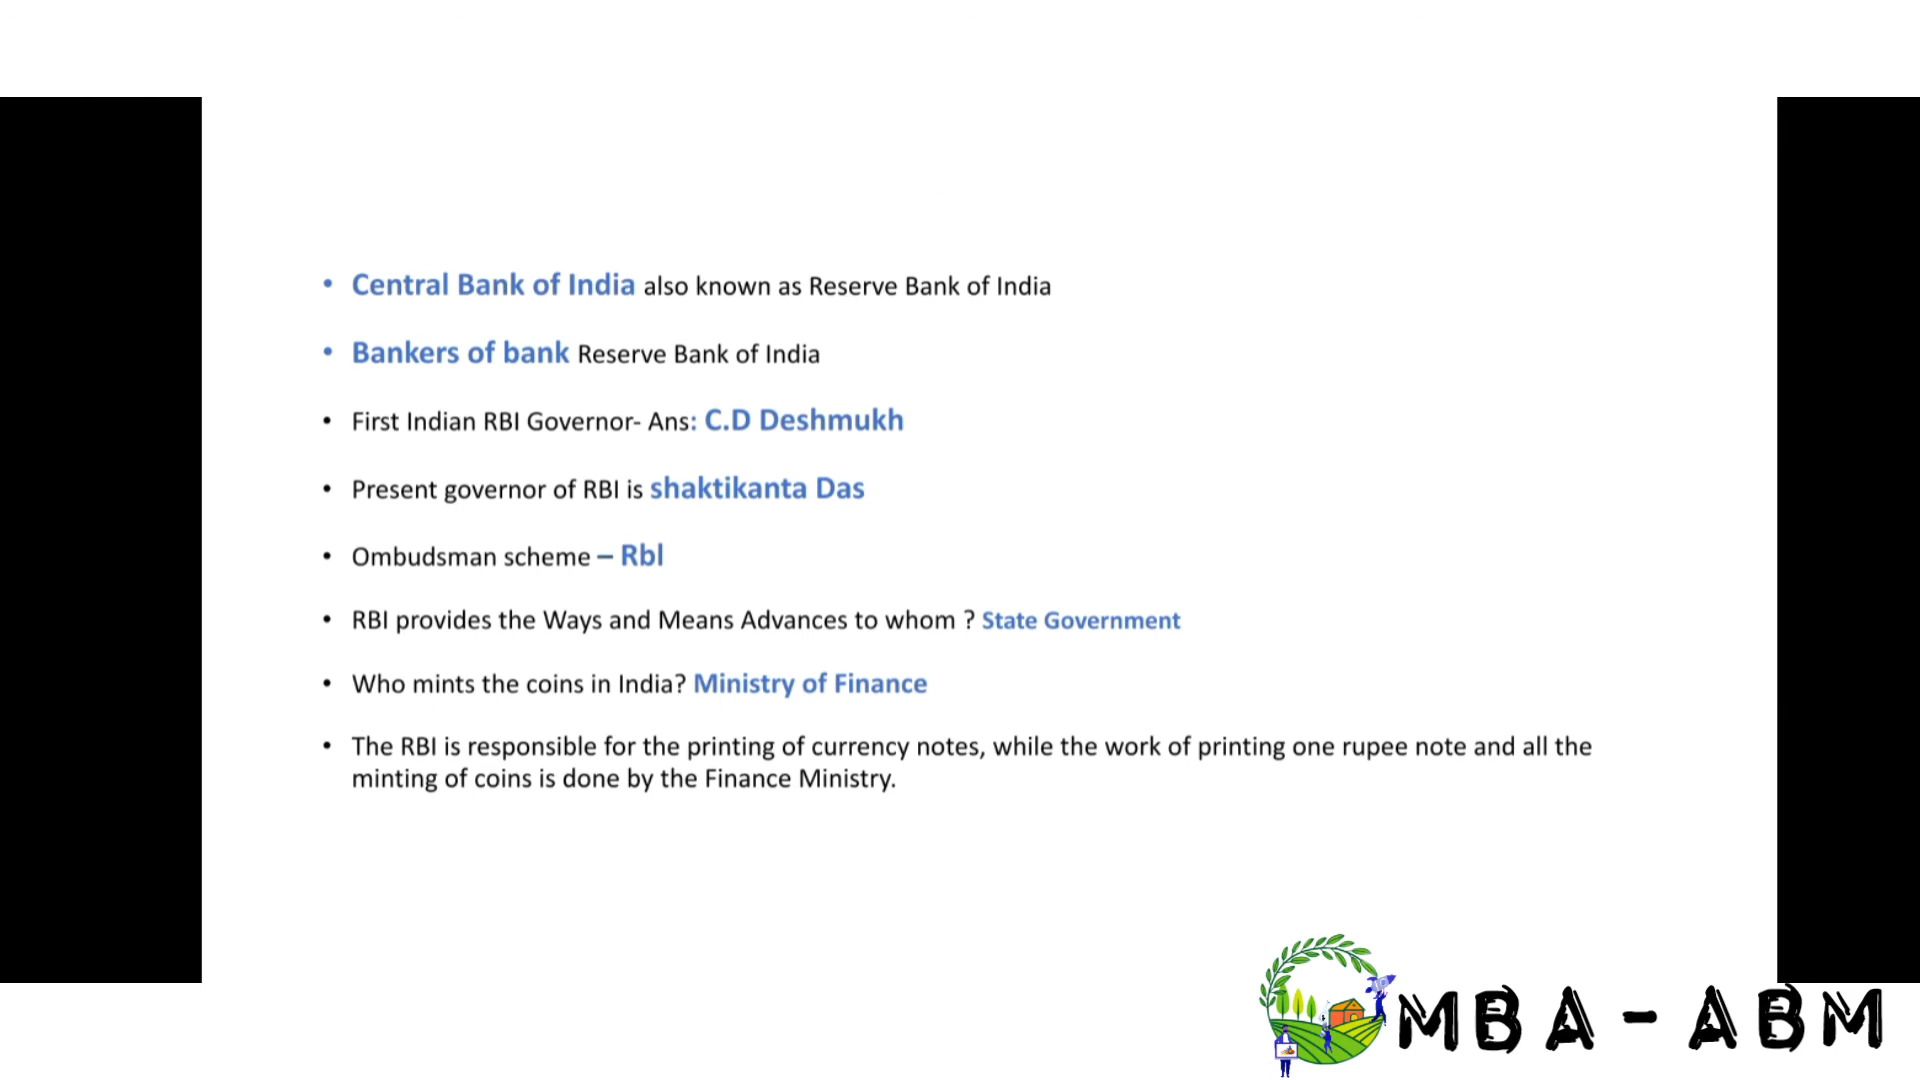 • Central Bank of India also known as Reserve Bank of India
• Bankers of bank Reserve Bank of India
• First Indian RBI Governor- Ans: C.D Deshmukh
• Present governor of RBI is shaktikanta Das
• Ombudsman scheme – RbI
• RBI provides the Ways and Means Advances to whom ? State Government
• Who mints the coins in India? Ministry of Finance
• The RBI is responsible for the printing of currency notes, while the work of printing one rupee note and all the
minting of coins is done by the Finance Ministry.
MBA-ABM